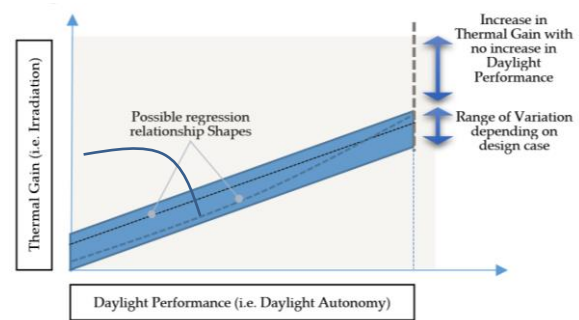 Increase in
Thermal Gain with
no increase in
Daylight
Performance
Range of Variation
depending on
design case
Possible regression
relationship Shapes
Thermal Gain (i.e. Irradiation)
Daylight Performance (i.e. Daylight Autonomy)